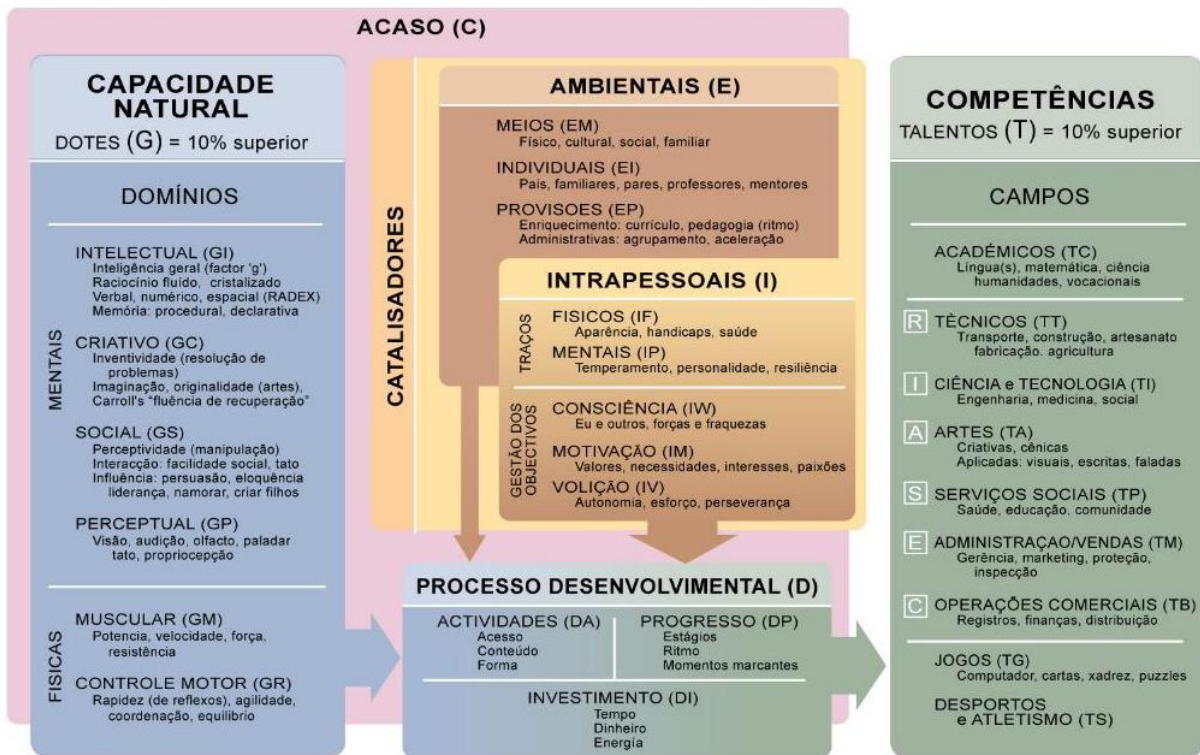 ACASO (C)
CAPACIDADE
NATURAL
DOTES (G) = 10% superior
DOMÍNIOS
MENTAIS
INTELECTUAL (GI)
Inteligência geral (factor 'g')
Raciocínio fluído, cristalizado
Verbal, numérico, espacial (RADEX)
Memória: procedural, declarativa
CRIATIVO (GC)
Inventividade (resolução de
problemas)
Imaginação, originalidade (artes),
Carroll's “fluência de recuperação”
SOCIAL (GS)
Perceptividade (manipulação)
Interacção: facilidade social, tato
Influência: persuasão, eloquência
liderança, namorar, criar filhos
PERCEPTUAL (GP)
Visão, audição, olfacto, paladar
tato, propriocepção
FISICAS
MUSCULAR (GM)
Potencia, velocidade, força.
resistência
CONTROLE MOTOR (GR)
Rapidez (de reflexos), agilidade,
coordenação, equilibrio
CATALISADORES
AMBIENTAIS (E)
MEIOS (EM)
Físico, cultural, social, familiar
INDIVIDUAIS (EI)
Pais, familiares, pares, professores, mentores
PROVISOES (EP)
Enriquecimento: currículo, pedagogia (ritmo)
Administrativas: agrupamento, aceleração
INTRAPESSOAIS (I)
TRAÇOS
FISICOS (IF)
Aparência, handicaps, saúde
MENTAIS (IP)
Temperamento, personalidade, resiliência
GESTÃO DOS
OBJECTIVOS
CONSCIÊNCIA (IW)
Eu e outros, forças e fraquezas
MOTIVAÇÃO (IM)
Valores, necessidades, interesses, paixões
VOLIÇÃO (IV)
Autonomia, esforço, perseverança
PROCESSO DESENVOLVIMENTAL (D)
ACTIVIDADES (DA)
Acesso
Conteúdo
Forma
PROGRESSO (DP)
Estágios
Ritmo
Momentos marcantes
INVESTIMENTO (DI)
Tempo
Dinheiro
Energía
COMPETÊNCIAS
TALENTOS (T) = 10% superior
CAMPOS
ACADÉMICOS (TC)
Língua(s), matemática, ciência
humanidades, vocacionais
R TÈCNICOS (TT)
Transporte, construção, artesanato
fabricação. agricultura
I CIÊNCIA e TECNOLOGIA (TI)
Engenharia, medicina, social
A ARTES (TA)
Criativas, cênicas
Aplicadas: visuais, escritas, faladas
S SERVIÇOS SOCIAIS (TP)
Saúde, educação, comunidade
E ADMINISTRAÇAO/VENDAS (TM)
Gerência, marketing, proteção,
inspecção
C OPERAÇÕES COMERCIAIS (TB)
Registros, finanças, distribuição
JOGOS (TG)
Computador, cartas, xadrez, puzzles
DESPORTOS
e ATLETISMO (TS)